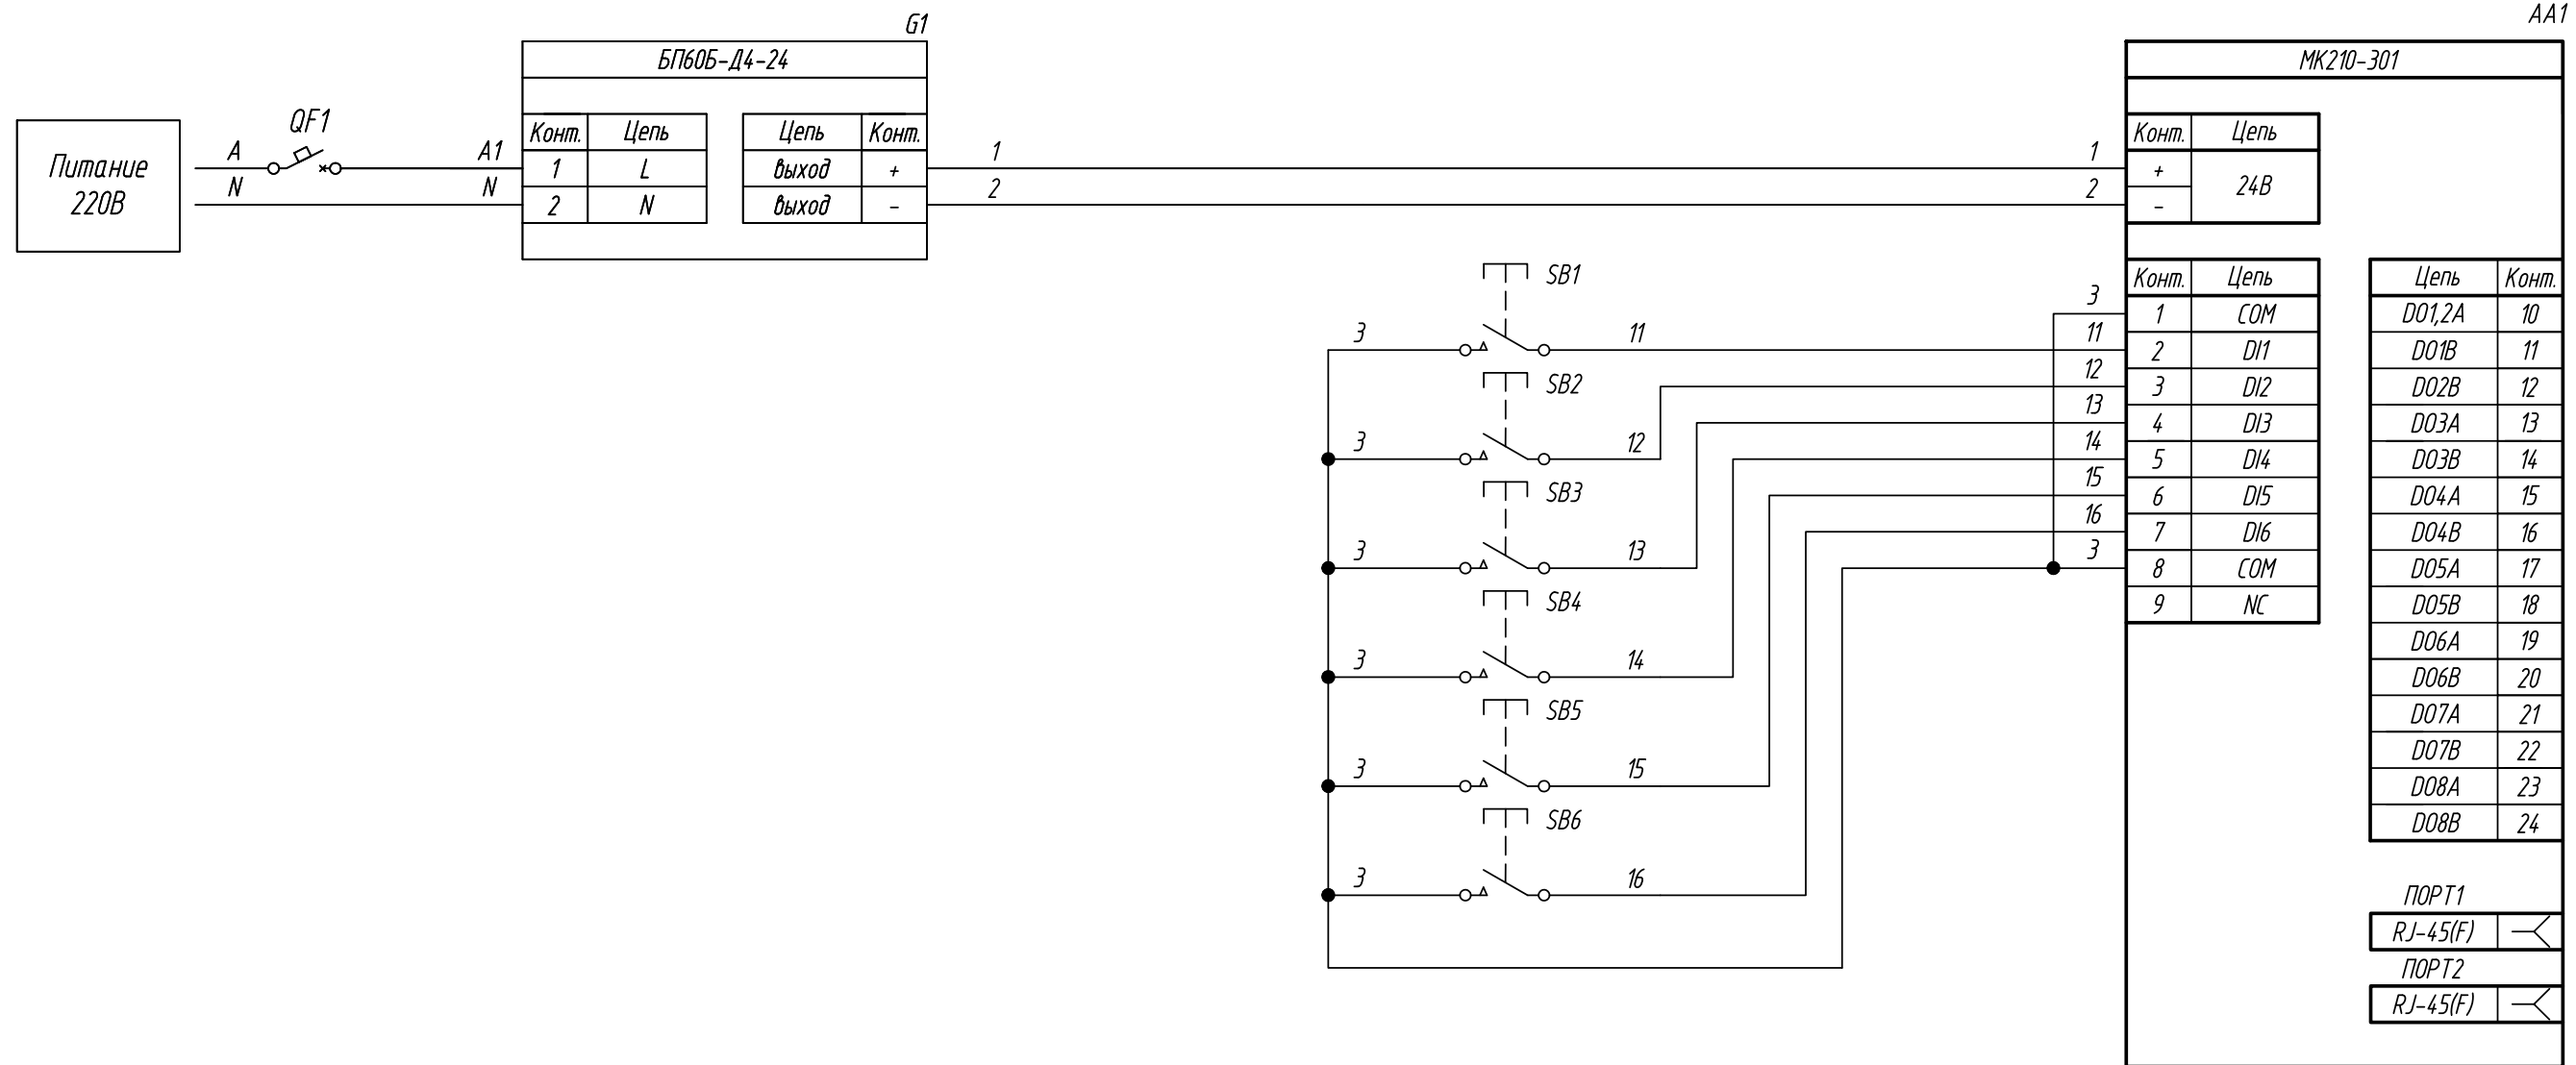 G1
AA1
БП60Б-Д4-24
МК210-301
Питание
220В
QF1
A
A1
N
N
Конт. Цепь
1 L
2 N
Цепь Конт.
выход +
выход -
1
2
1
2
Конт. Цепь
+ 24В
-
SB1
3 11
SB2
3 12
SB3
3 13
SB4
3 14
SB5
3 15
SB6
3 16
3
11
12
13
14
15
16
3
Конт. Цепь
1 COM
2 DI1
3 DI2
4 DI3
5 DI4
6 DI5
7 DI6
8 COM
9 NC
Цепь Конт.
DO1,2A 10
DO1B 11
DO2B 12
DO3A 13
DO3B 14
DO4A 15
DO4B 16
DO5A 17
DO5B 18
DO6A 19
DO6B 20
DO7A 21
DO7B 22
DO8A 23
DO8B 24
ПОРТ1
RJ-45(F)
ПОРТ2
RJ-45(F)